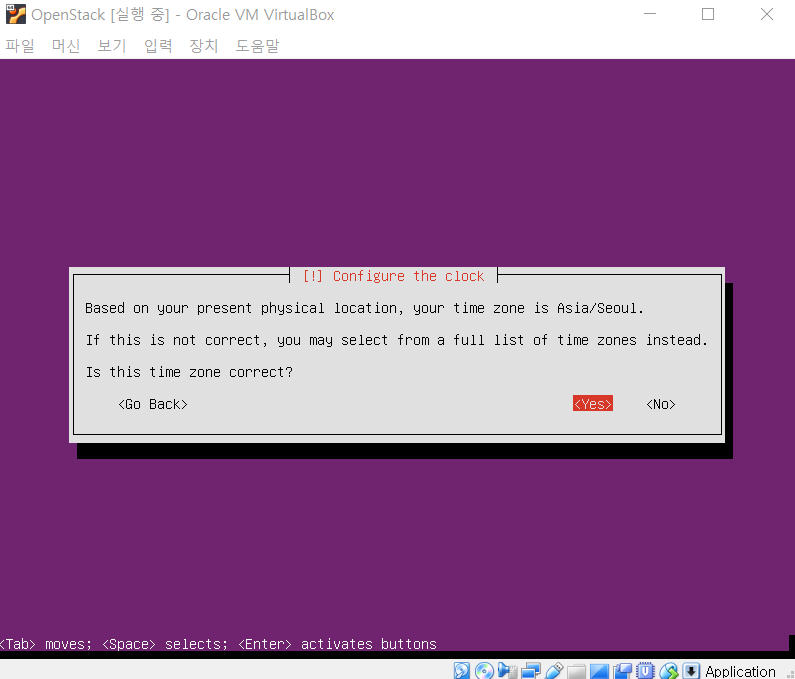 OpenStack [실행 중] - Oracle VM VirtualBox
파일 머신 보기 입력 장치 도움말
[!] Configure the clock
Based on your present physical location, your time zone is Asia/Seoul.
If this is not correct, you may select from a full list of time zones instead.
Is this time zone correct?
<Go Back> <Yes> <No>
<Tab> moves; <Space> selects; <Enter> activates buttons
Application